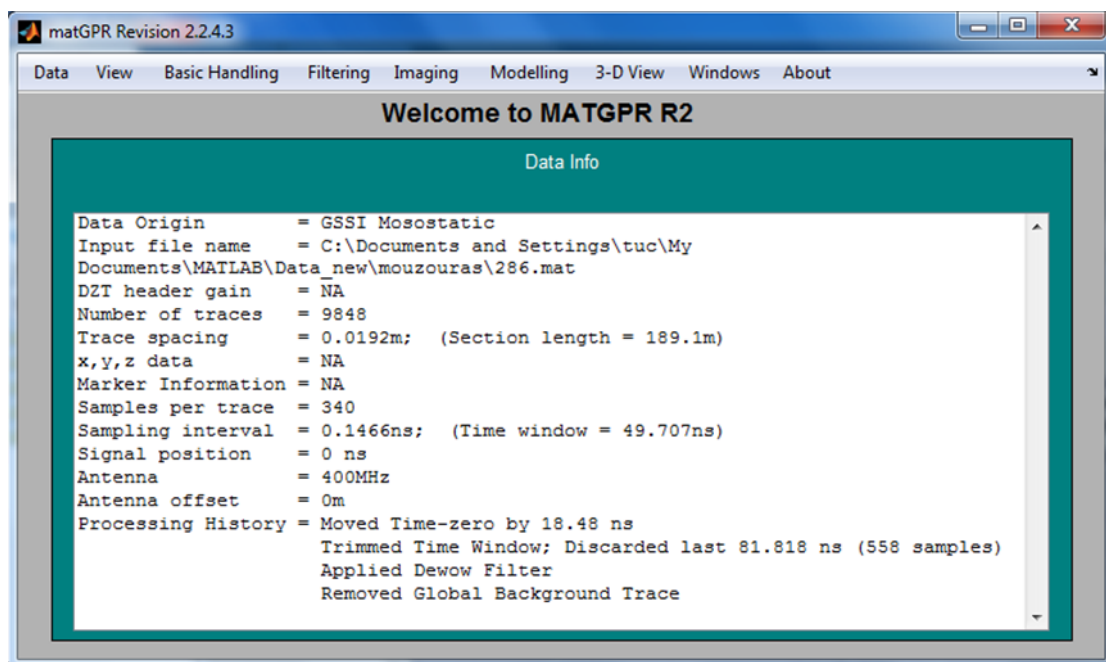 matGPR Revision 2.2.4.3
Data View Basic Handling Filtering Imaging Modelling 3-D View Windows About
Welcome to MATGPR R2
Data Info
Data Origin = GSSI Mosostatic
Input file name = C:\Documents and Settings\tuc\My
Documents\MATLAB\Data_new\mouzouras\286.mat
DZT header gain = NA
Number of traces = 9848
Trace spacing = 0.0192m; (Section length = 189.1m)
x,y,z data = NA
Marker Information = NA
Samples per trace = 340
Sampling interval = 0.1466ns; (Time window = 49.707ns)
Signal position = 0 ns
Antenna = 400MHz
Antenna offset = 0m
Processing History = Moved Time-zero by 18.48 ns
Trimmed Time Window; Discarded last 81.818 ns (558 samples)
Applied Dewow Filter
Removed Global Background Trace